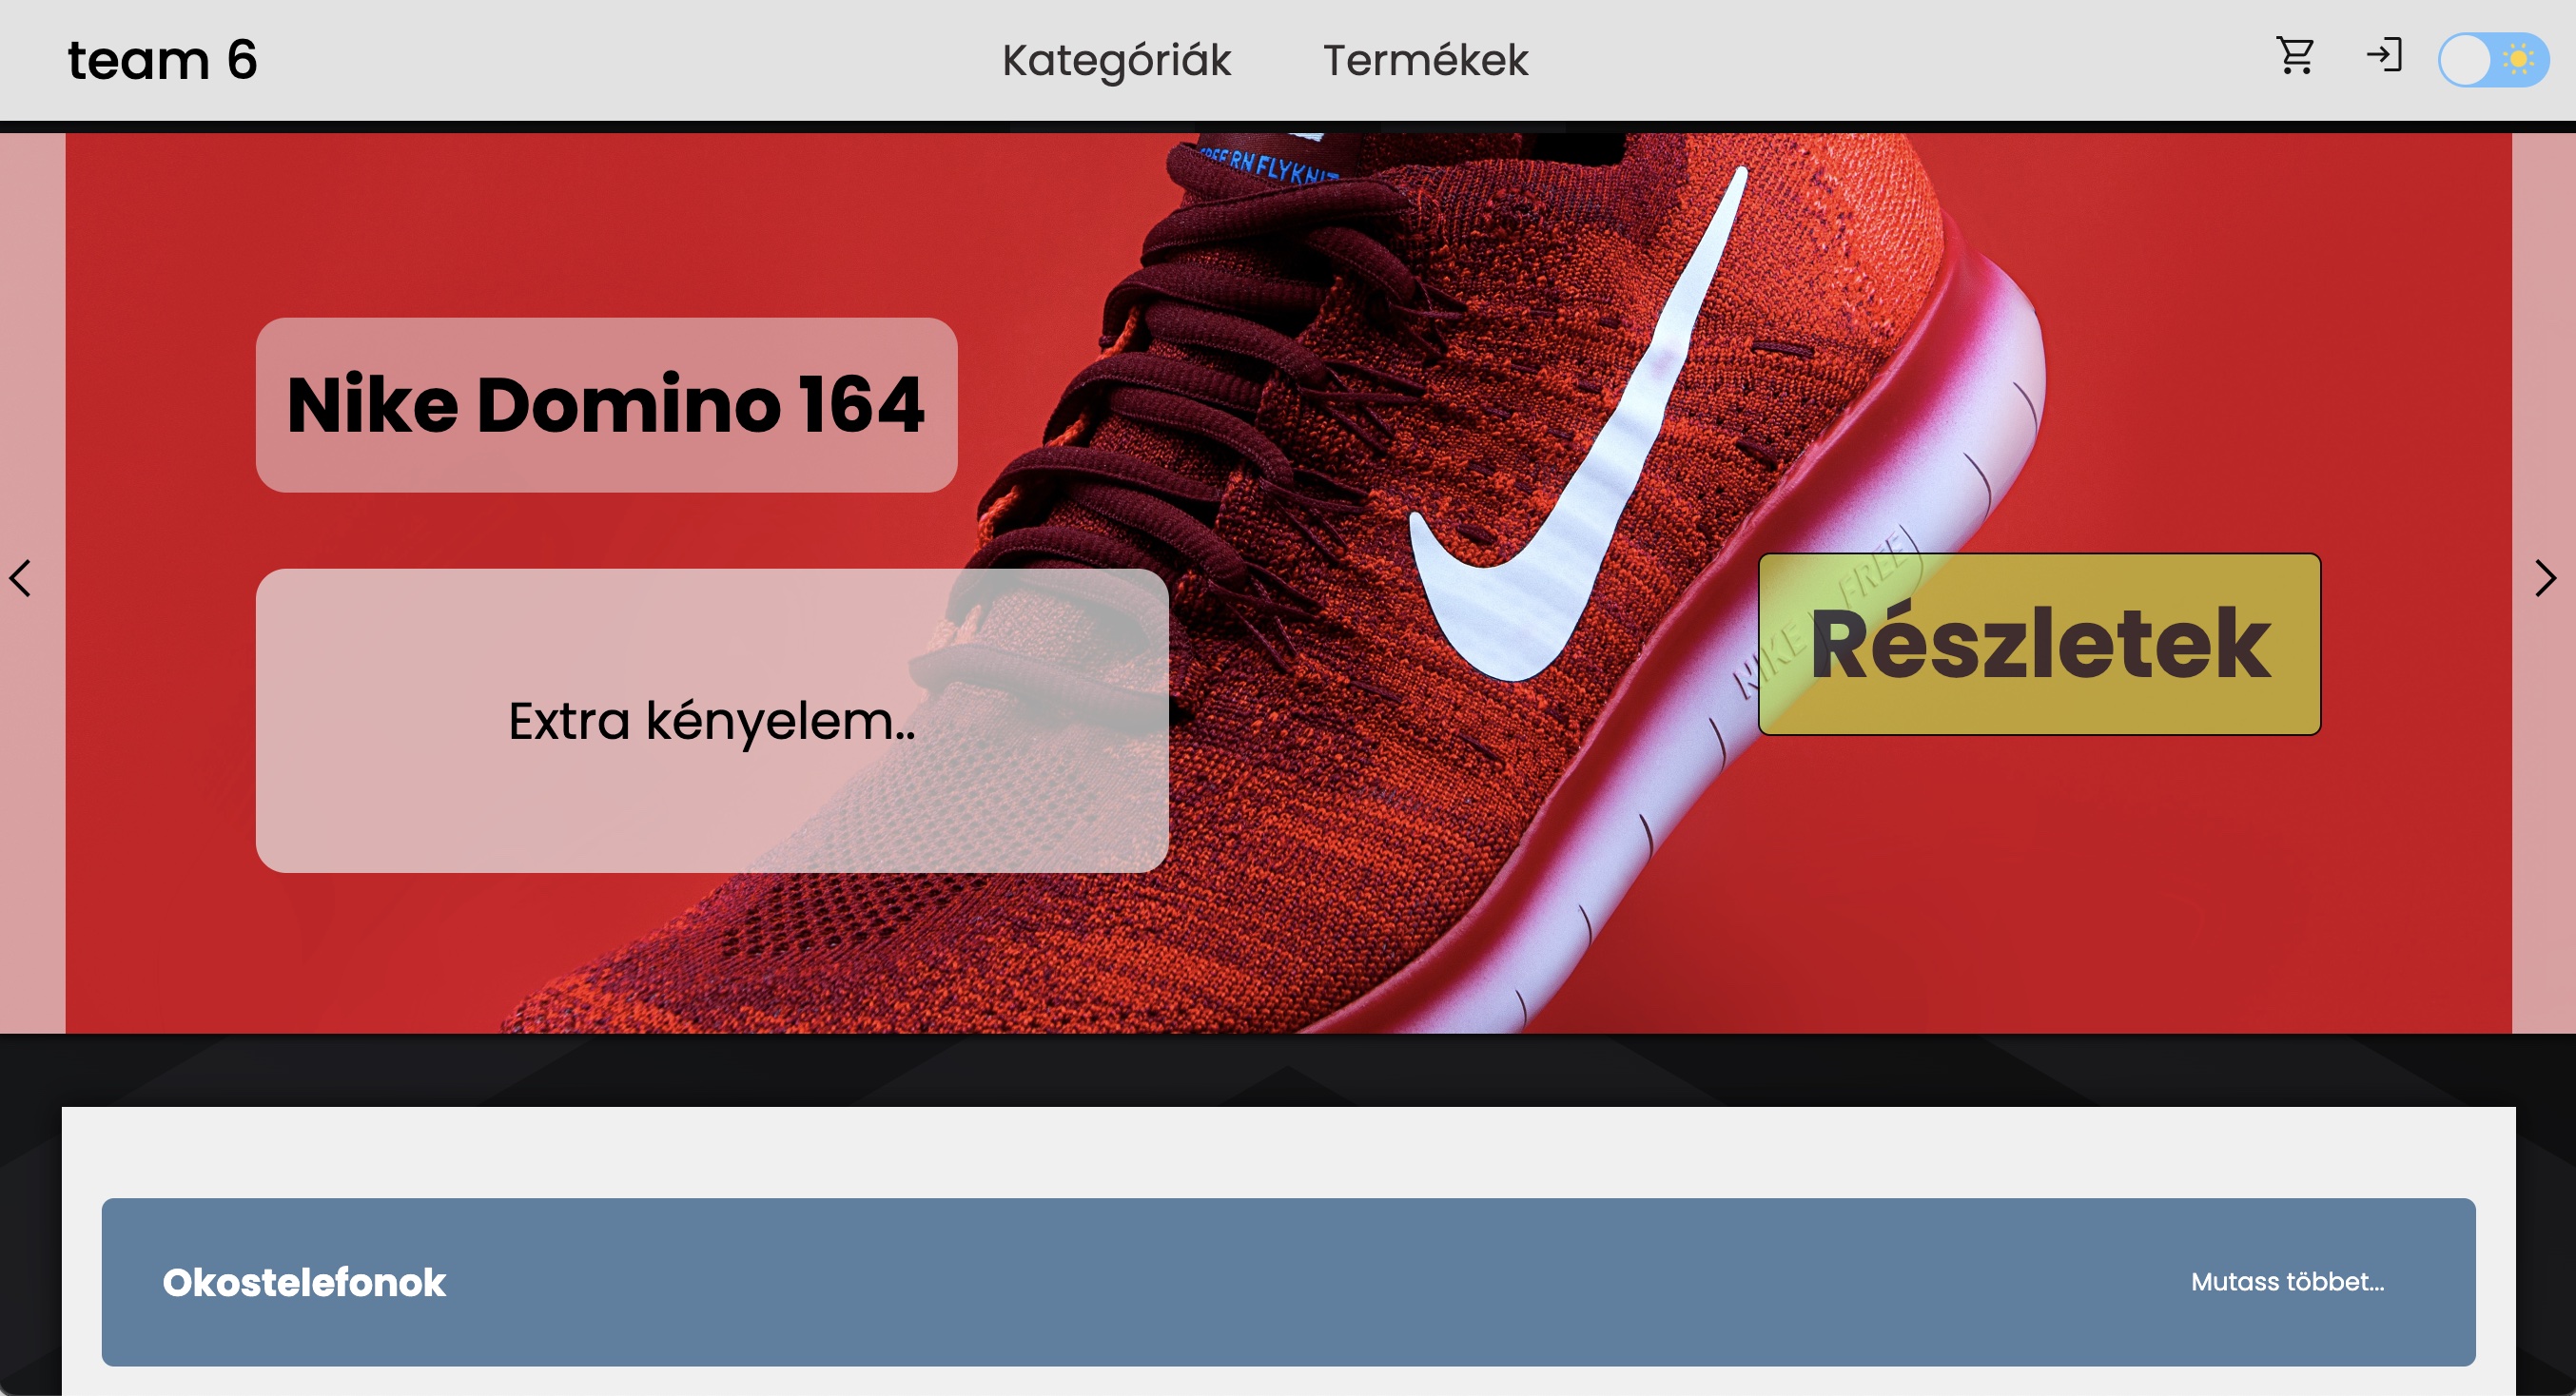 team 6
Kategóriák
Termékek
FREE RN FLYKNIT
Nike Domino 164
Extra kényelem..
NIKE FREE
Részletek
Okostelefonok
Mutass többet...